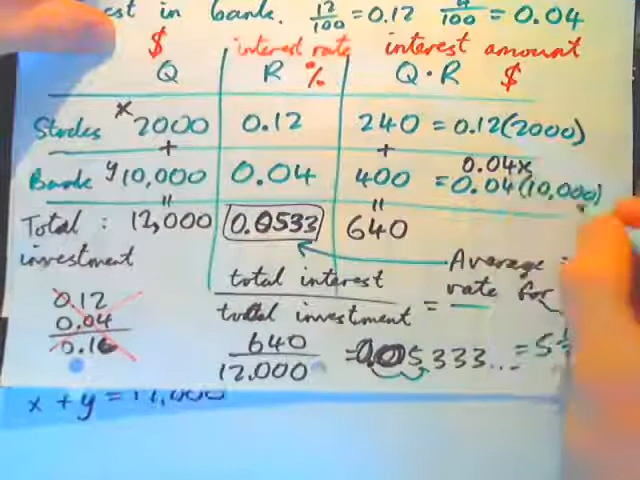 est in bank. 12/100 = 0.12 4/100 = 0.04
$ interest rate interest amount
Q R % Q · R $
Stocks x 2000 0.12 240 = 0.12(2000)
+ + 0.04x
Bank y 10,000 0.04 400 = 0.04(10,000)
= =
Total : 12,000 0.0533 640
investment
Average =
rate for
total interest
total investment =
0.12
0.04
0.16
640
12.000
= 0.05333... = 5
x + y =